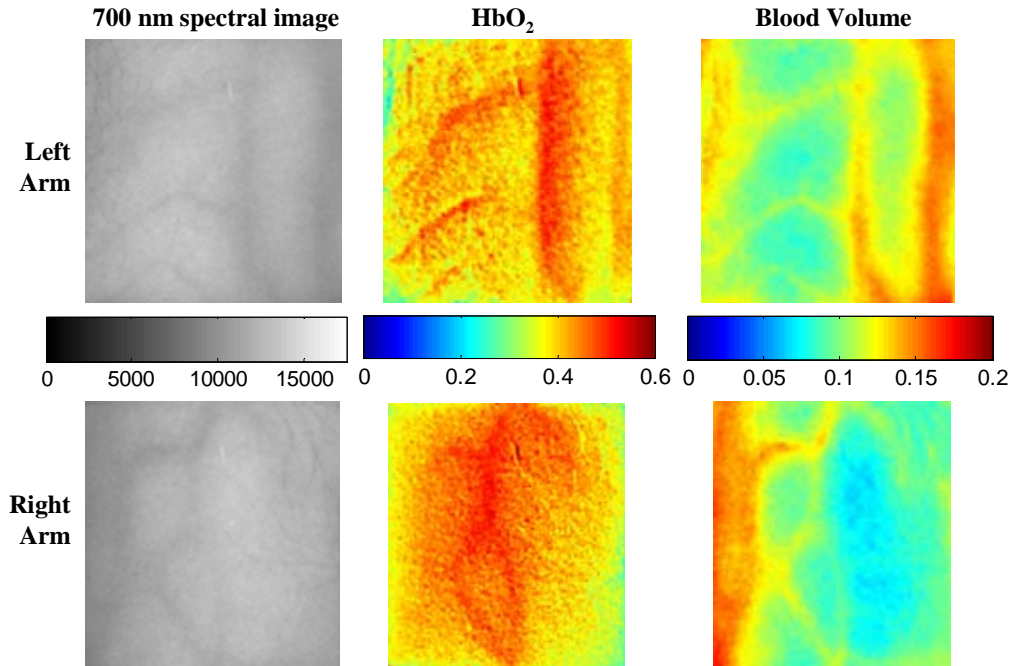 700 nm spectral image
HbO₂
Blood Volume
Left
Arm
0 5000 10000 15000
0 0.2 0.4 0.6
0 0.05 0.1 0.15 0.2
Right
Arm